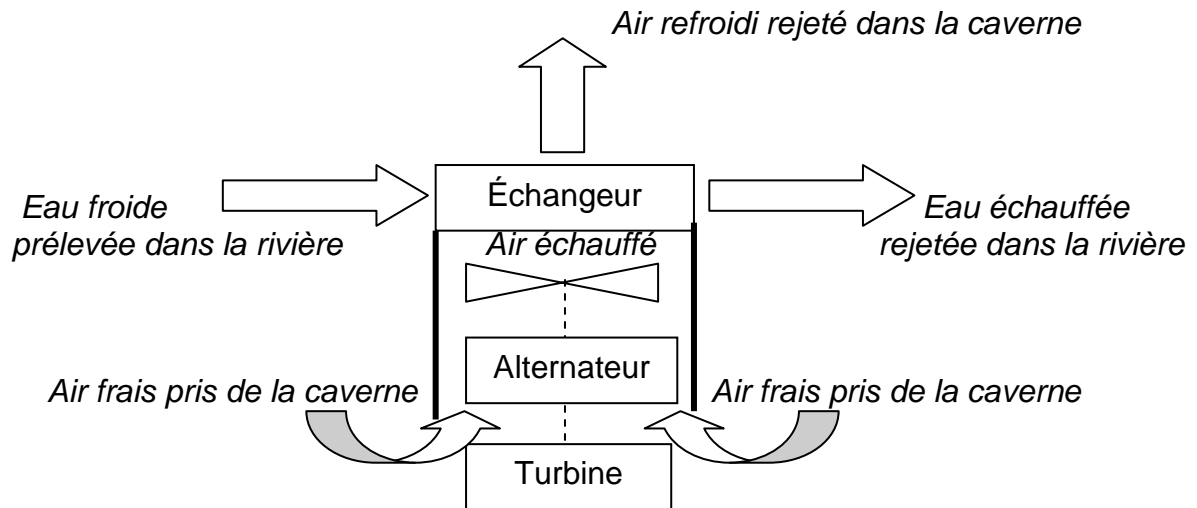 Air refroidi rejeté dans la caverne
Échangeur
Eau froide
prélevée dans la rivière
Eau échauffée
rejetée dans la rivière
Air échauffé
Alternateur
Air frais pris de la caverne
Air frais pris de la caverne
Turbine